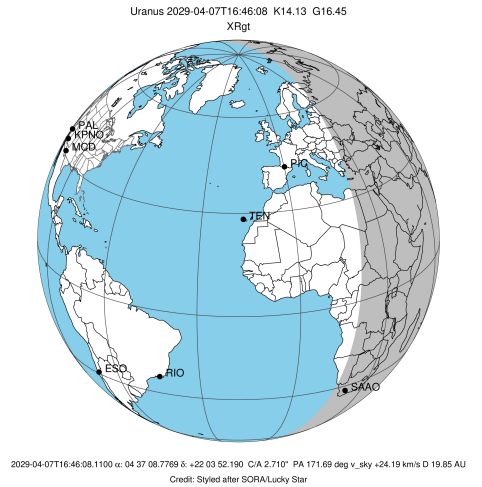 Uranus 2029-04-07T16:46:08 K14.13 G16.45
XRgt
PAL
KPNO
MCD
PIC
TEN
ESO
RIO
SAAO
2029-04-07T16:46:08.1100 α: 04 37 08.7769 δ: +22 03 52.190 C/A 2.710" PA 171.69 deg v_sky +24.19 km/s D 19.85 AU
Credit: Styled after SORA/Lucky Star